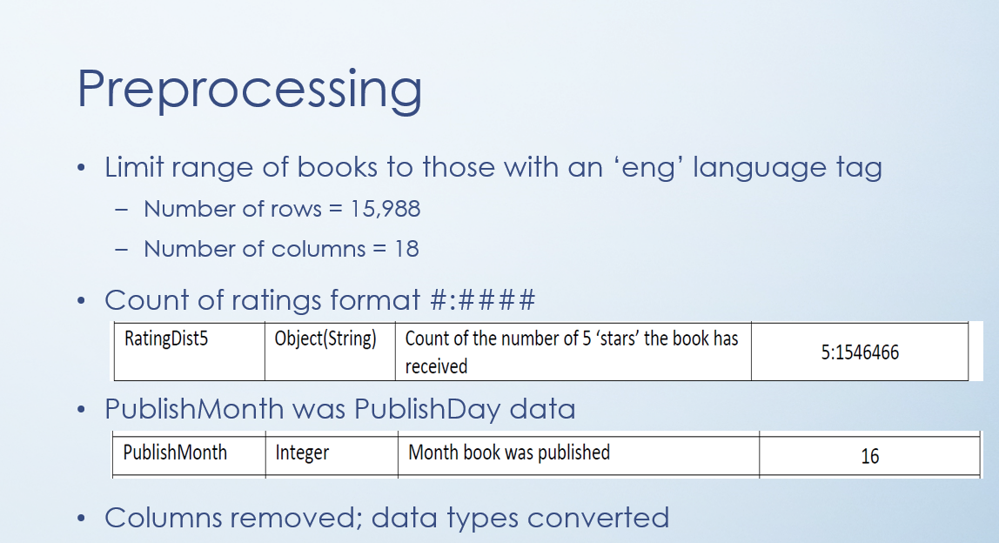 Preprocessing
• Limit range of books to those with an ‘eng’ language tag
– Number of rows = 15,988
– Number of columns = 18
• Count of ratings format #:####
RatingDist5 Object(String) Count of the number of 5 ‘stars’ the book has 5:1546466
received
• PublishMonth was PublishDay data
PublishMonth Integer Month book was published 16
• Columns removed; data types converted